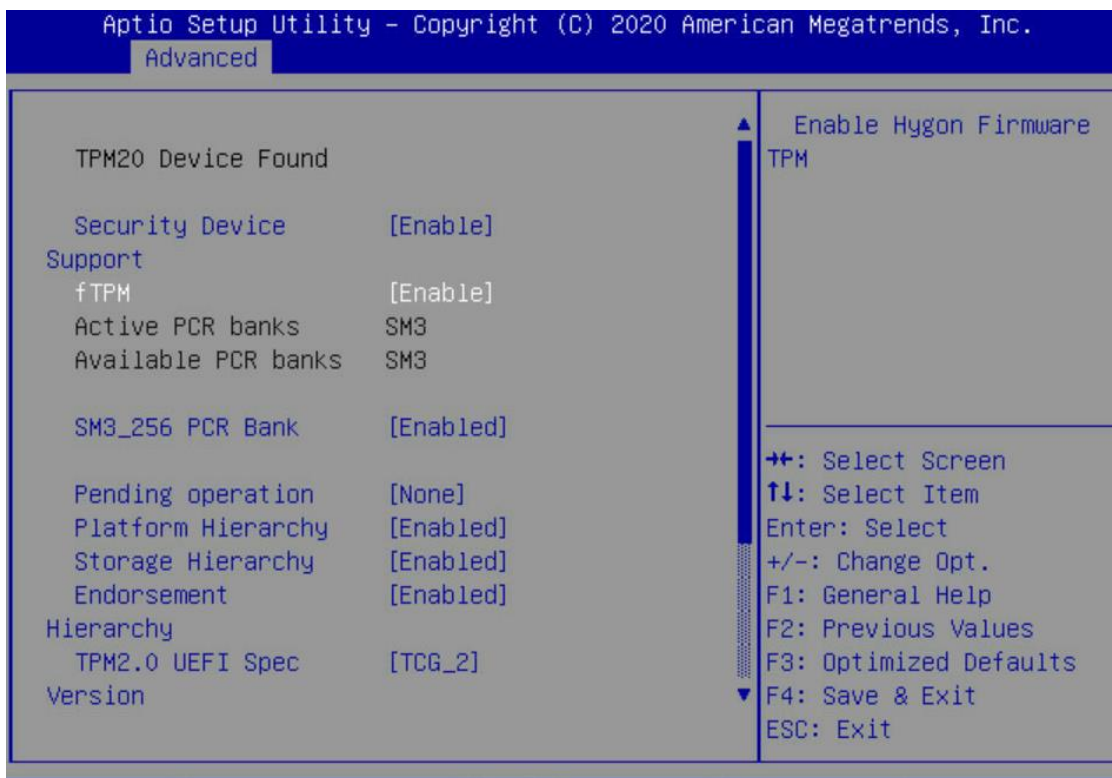 Aptio Setup Utility – Copyright (C) 2020 American Megatrends, Inc.
Advanced
TPM20 Device Found
Security Device [Enable]
Support
fTPM [Enable]
Active PCR banks SM3
Available PCR banks SM3
SM3_256 PCR Bank [Enabled]
Pending operation [None]
Platform Hierarchy [Enabled]
Storage Hierarchy [Enabled]
Endorsement [Enabled]
Hierarchy
TPM2.0 UEFI Spec [TCG_2]
Version
Enable Hygon Firmware
TPM
→←: Select Screen
↑↓: Select Item
Enter: Select
+/-: Change Opt.
F1: General Help
F2: Previous Values
F3: Optimized Defaults
F4: Save & Exit
ESC: Exit